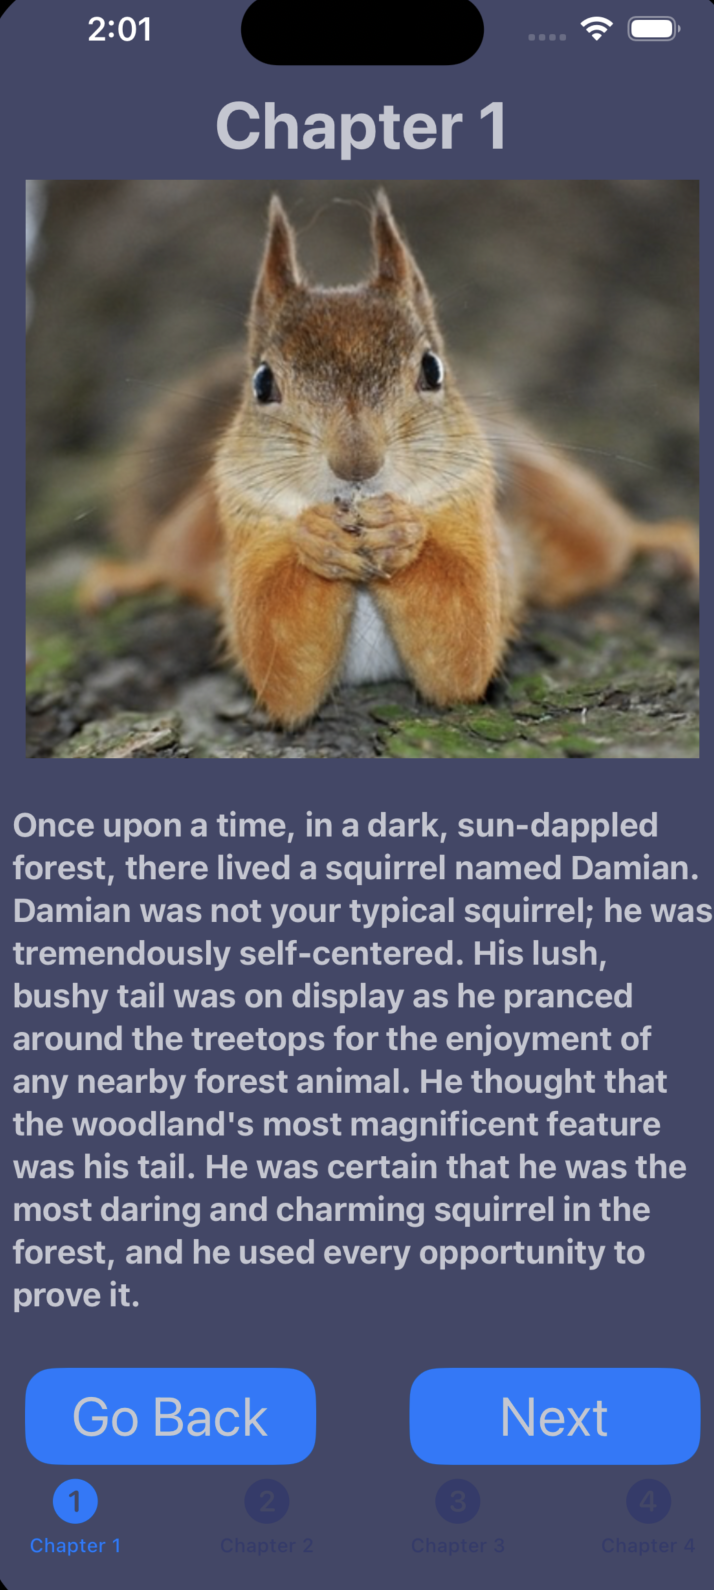 2:01
Chapter 1
Once upon a time, in a dark, sun-dappled
forest, there lived a squirrel named Damian.
Damian was not your typical squirrel; he was
tremendously self-centered. His lush,
bushy tail was on display as he pranced
around the treetops for the enjoyment of
any nearby forest animal. He thought that
the woodland's most magnificent feature
was his tail. He was certain that he was the
most daring and charming squirrel in the
forest, and he used every opportunity to
prove it.
Go Back Next
1 2 3 4
Chapter 1 Chapter 2 Chapter 3 Chapter 4